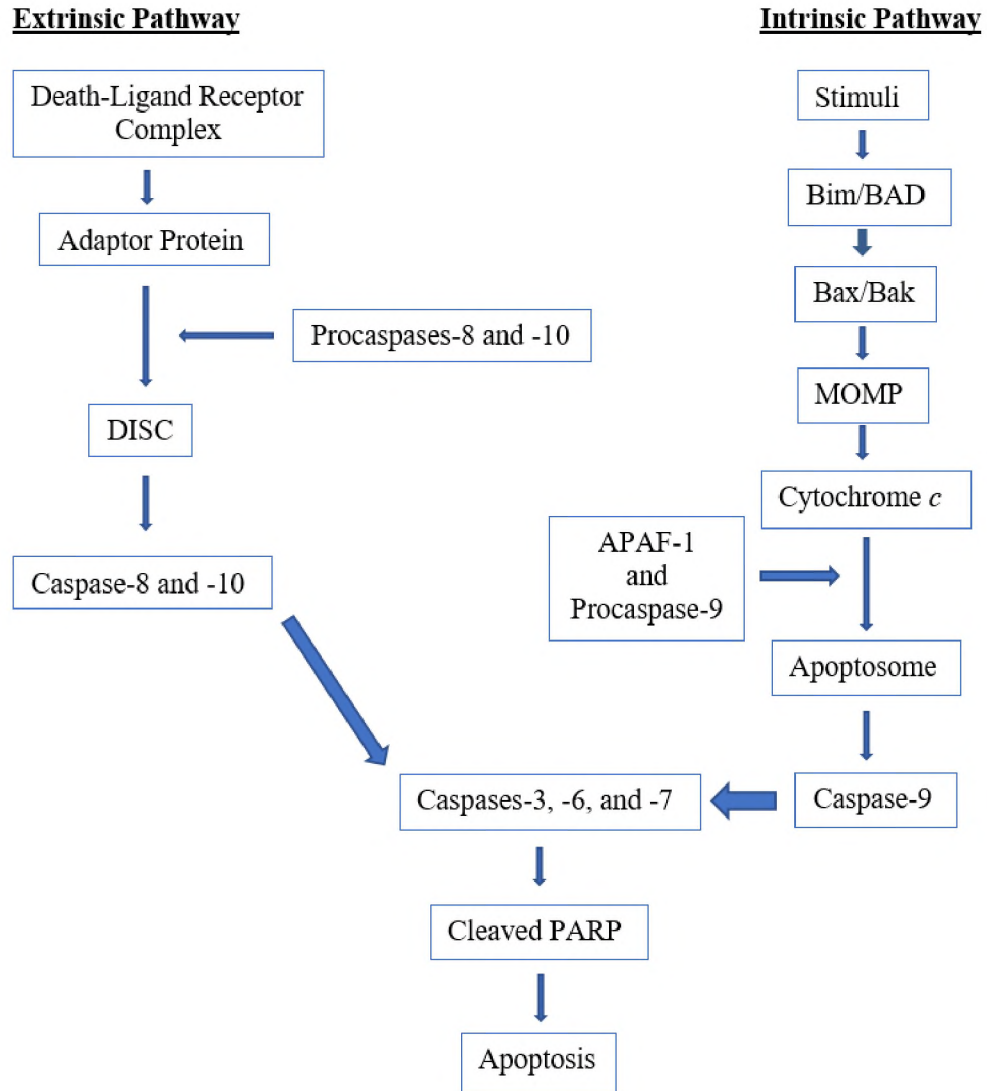 Extrinsic Pathway
Intrinsic Pathway
Death-Ligand Receptor
Complex
Stimuli
Adaptor Protein
Bim/BAD
Bax/Bak
Procaspases-8 and -10
MOMP
DISC
Cytochrome c
APAF-1
and
Procaspase-9
Caspase-8 and -10
Apoptosome
Caspases-3, -6, and -7
Caspase-9
Cleaved PARP
Apoptosis